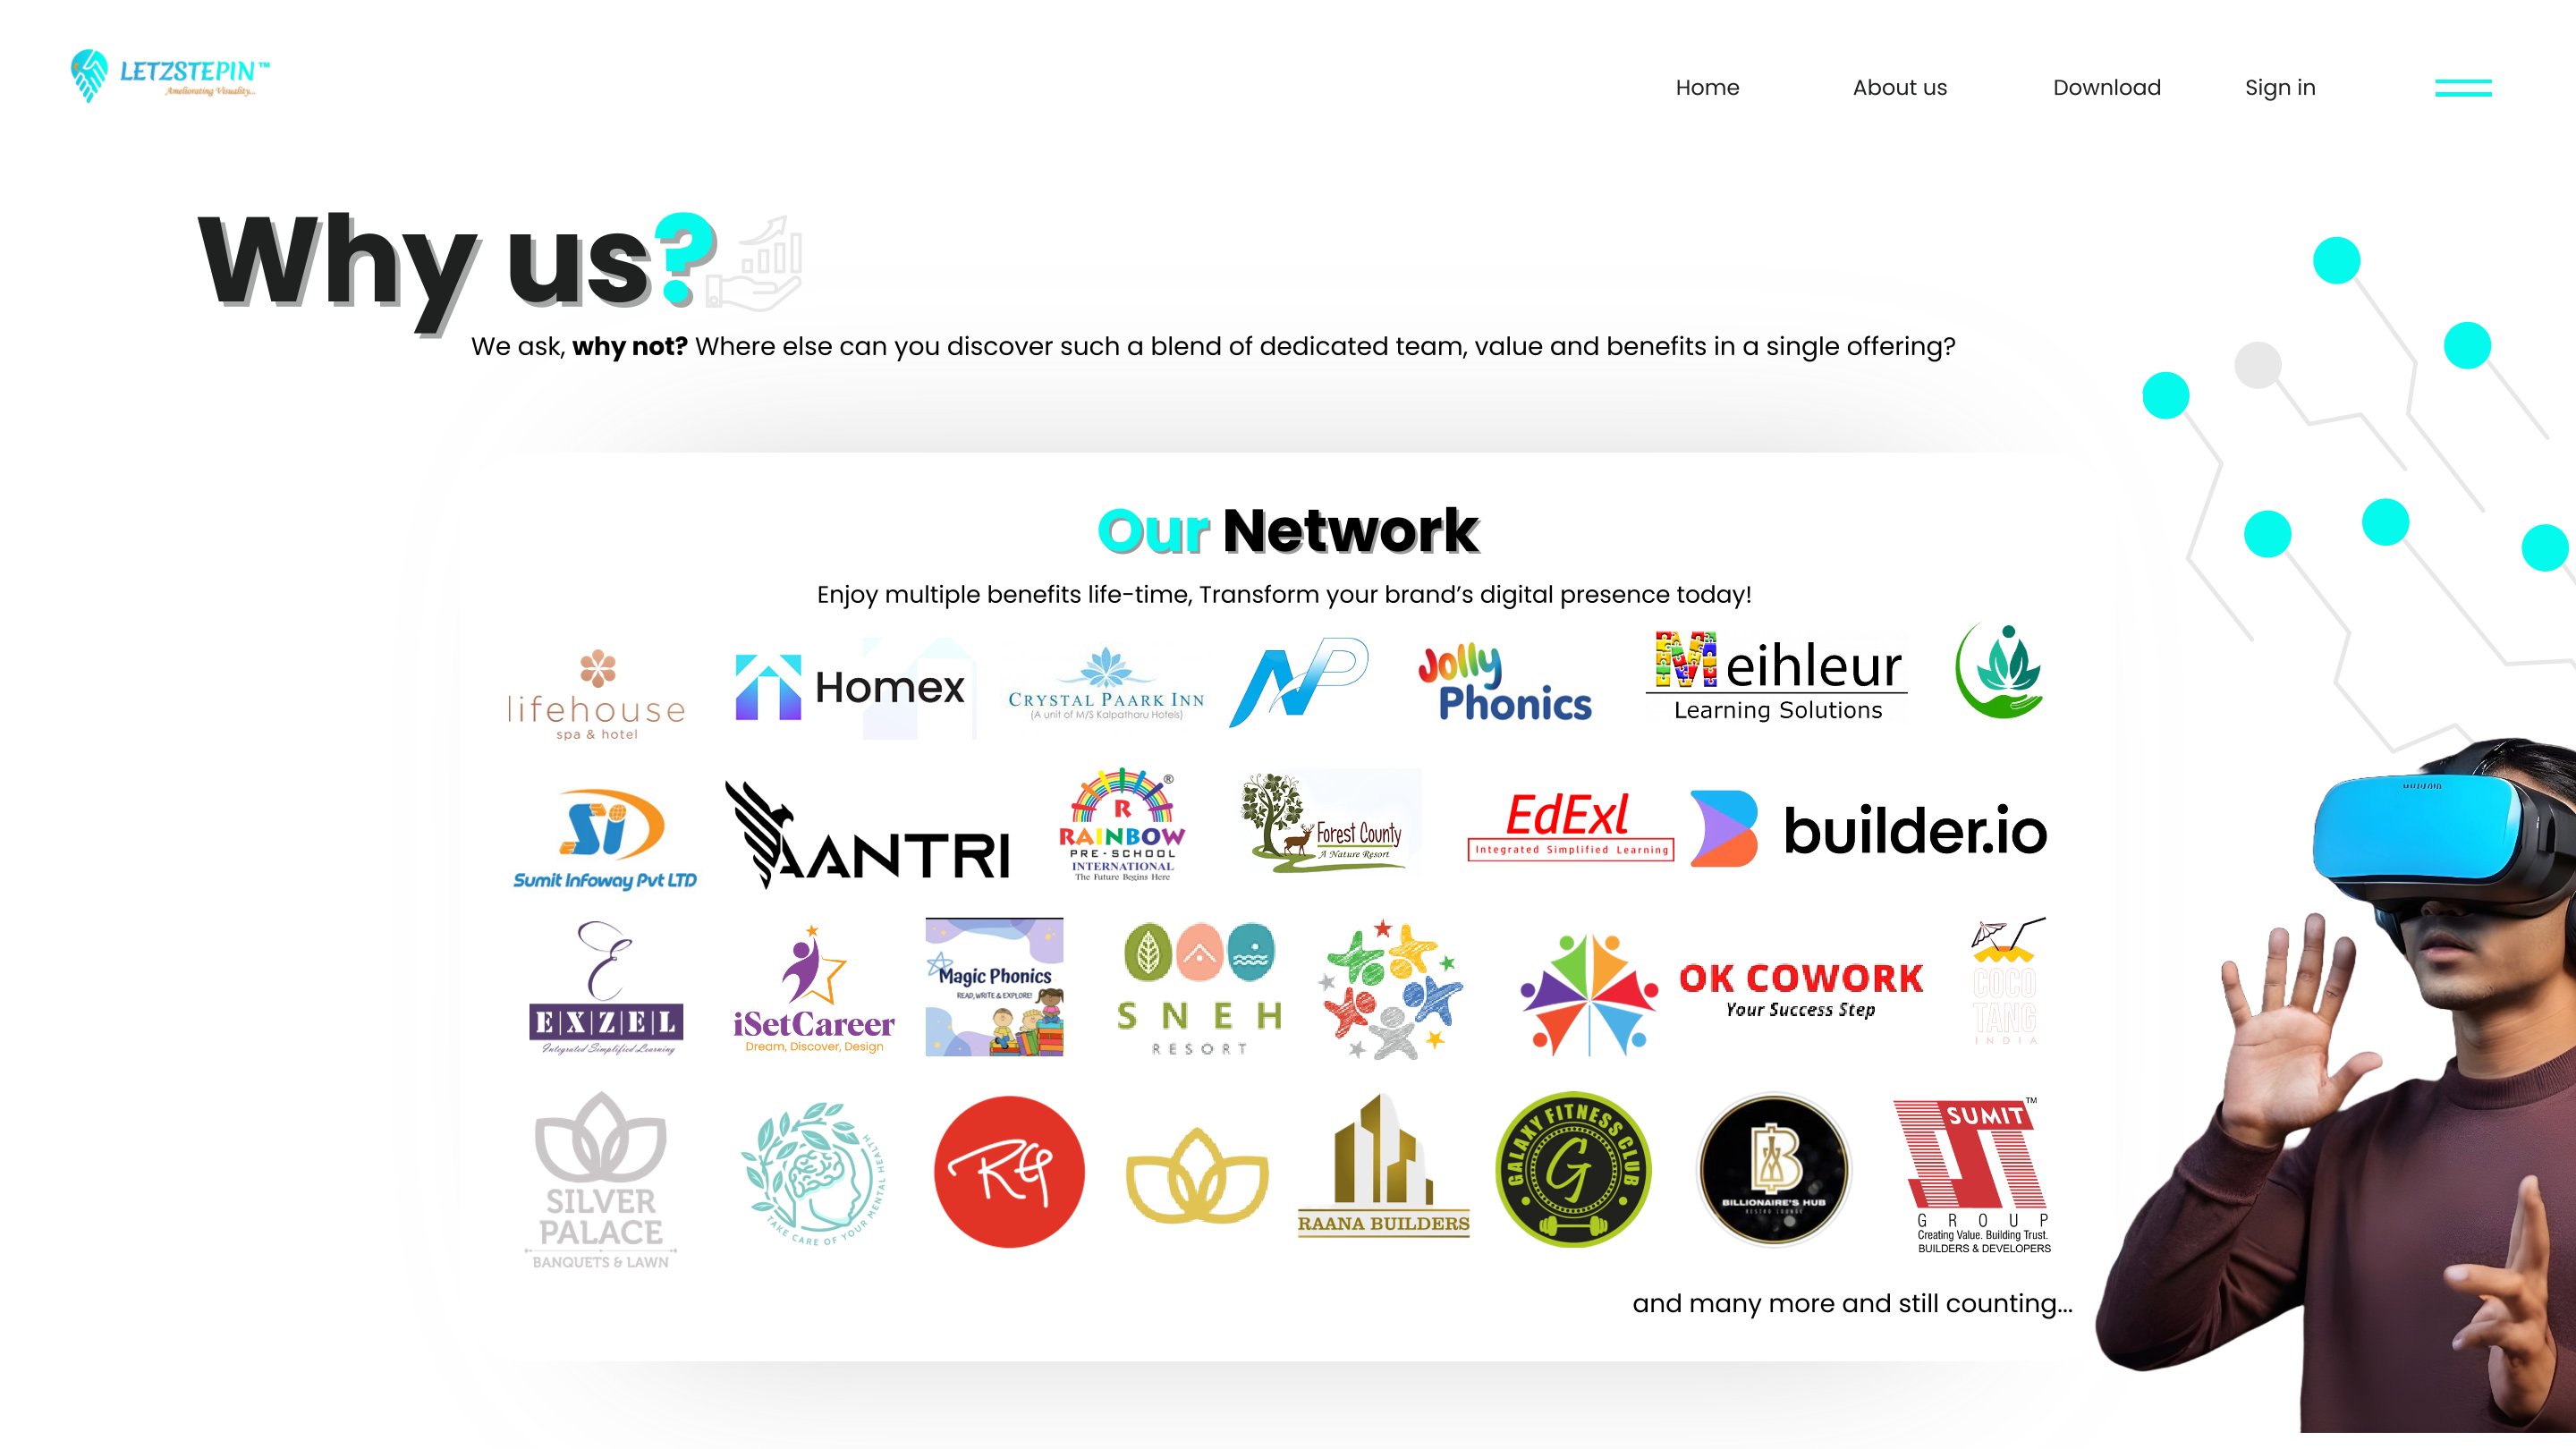 LETZSTEPIN™
Ameliorating Visuality...
Home About us Download Sign in
Why us?
We ask, why not? Where else can you discover such a blend of dedicated team, value and benefits in a single offering?
Our Network
Enjoy multiple benefits life-time, Transform your brand's digital presence today!
lifehouse
spa & hotel
Homex
CRYSTAL PAARK INN
(A unit of M/S Kalpatharu Hotels)
NP
Jolly
Phonics
Meihleur
Learning Solutions
Si
Sumit Infoway Pvt LTD
AANTRI
R
®
RAINBOW
PRE-SCHOOL
INTERNATIONAL
The Future Begins Here
Forest County
A Nature Resort
EdExl
Integrated Simplified Learning
builder.io
E
EXZEL
Integrated Simplified Learning
iSetCareer
Dream, Discover, Design
Magic Phonics
READ, WRITE & EXPLORE!
SNEH
RESORT
OK COWORK
Your Success Step
COCO
TANG
INDIA
SILVER
PALACE
BANQUETS & LAWN
TAKE CARE OF YOUR MENTAL HEALTH
RG
RAANA BUILDERS
GALAXY FITNESS CLUB
G
B
BILLIONAIRE'S HUB
RESTRO LOUNGE
SUMIT™
GROUP
Creating Value. Building Trust.
BUILDERS & DEVELOPERS
and many more and still counting...